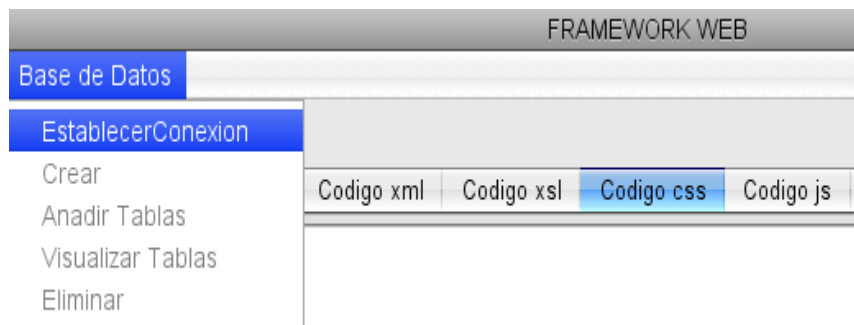 FRAMEWORK WEB
Base de Datos
EstablecerConexion
Crear
Codigo xml Codigo xsl Codigo css Codigo js
Anadir Tablas
Visualizar Tablas
Eliminar